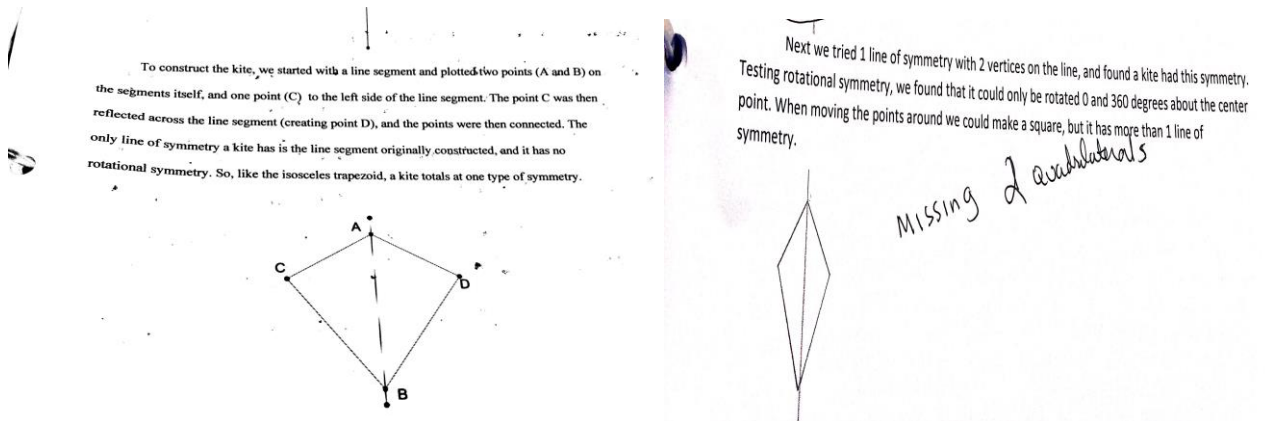 To construct the kite, we started with a line segment and plotted two points (A and B) on
the segments itself, and one point (C) to the left side of the line segment. The point C was then
reflected across the line segment (creating point D), and the points were then connected. The
only line of symmetry a kite has is the line segment originally constructed, and it has no
rotational symmetry. So, like the isosceles trapezoid, a kite totals at one type of symmetry.
A
C
D
B
Next we tried 1 line of symmetry with 2 vertices on the line, and found a kite had this symmetry.
Testing rotational symmetry, we found that it could only be rotated 0 and 360 degrees about the center
point. When moving the points around we could make a square, but it has more than 1 line of
symmetry.
Missing 2 quadrilaterals